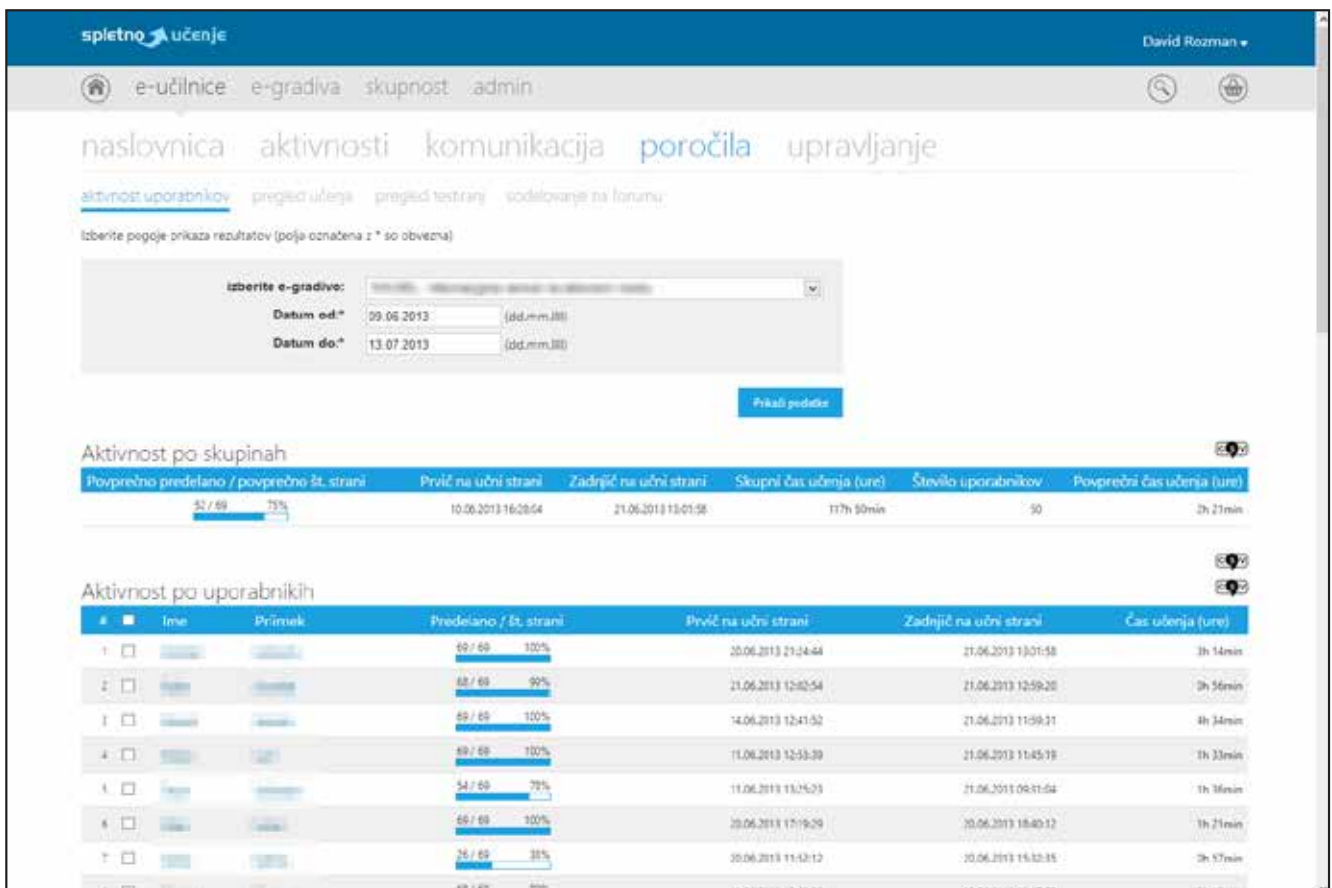 spletno učenje
David Rozman
e-učilnice e-gradiva skupnost admin
naslovnica aktivnosti komunikacija poročila upravljanje
aktivnost uporabnikov pregled učenja pregled testiranj sodelovanje na forumu
Izberite pogoje prikaza rezultatov (polja označena z * so obvezna)
Izberite e-gradivo:
Datum od:* 09.06.2013 (dd.mm.llll)
Datum do:* 13.07.2013 (dd.mm.llll)
Prikaži podatke
Aktivnost po skupinah
CSV
Povprečno predelano / povprečno št. strani Prvič na učni strani Zadnjič na učni strani Skupni čas učenja (ure) Število uporabnikov Povprečni čas učenja (ure)
52 / 69 75% 10.06.2013 16:28:04 21.06.2013 13:01:58 117h 50min 50 2h 21min
CSV
Aktivnost po uporabnikih
CSV
# Ime Priimek Predelano / št. strani Prvič na učni strani Zadnjič na učni strani Čas učenja (ure)
1 69 / 69 100% 20.06.2013 21:24:44 21.06.2013 13:01:58 3h 14min
2 68 / 69 99% 21.06.2013 12:02:54 21.06.2013 12:59:20 0h 56min
3 69 / 69 100% 14.06.2013 12:41:52 21.06.2013 11:59:31 4h 34min
4 69 / 69 100% 11.06.2013 12:53:39 21.06.2013 11:45:19 1h 33min
5 54 / 69 78% 11.06.2013 13:25:23 21.06.2013 09:31:04 1h
6 69 / 69 100% 20.06.2013 17:19:29 20.06.2013 18:40:12 1h 21min
7 26 / 69 38% 20.06.2013 11:52:12 20.06.2013 15:32:35 0h 57min